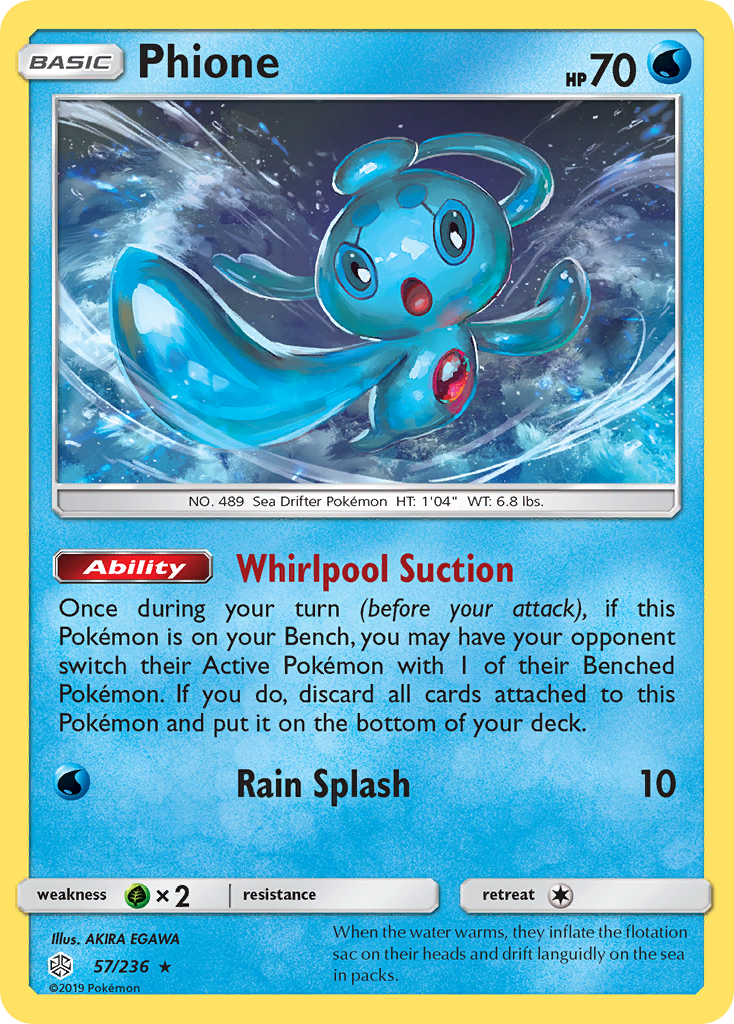 BASIC Phione HP 70
NO. 489 Sea Drifter Pokémon HT: 1'04" WT: 6.8 lbs.
Ability Whirlpool Suction
Once during your turn (before your attack), if this
Pokémon is on your Bench, you may have your opponent
switch their Active Pokémon with 1 of their Benched
Pokémon. If you do, discard all cards attached to this
Pokémon and put it on the bottom of your deck.
Rain Splash 10
weakness ×2 resistance retreat
Illus. AKIRA EGAWA
57/236 ★
©2019 Pokémon
When the water warms, they inflate the flotation
sac on their heads and drift languidly on the sea
in packs.